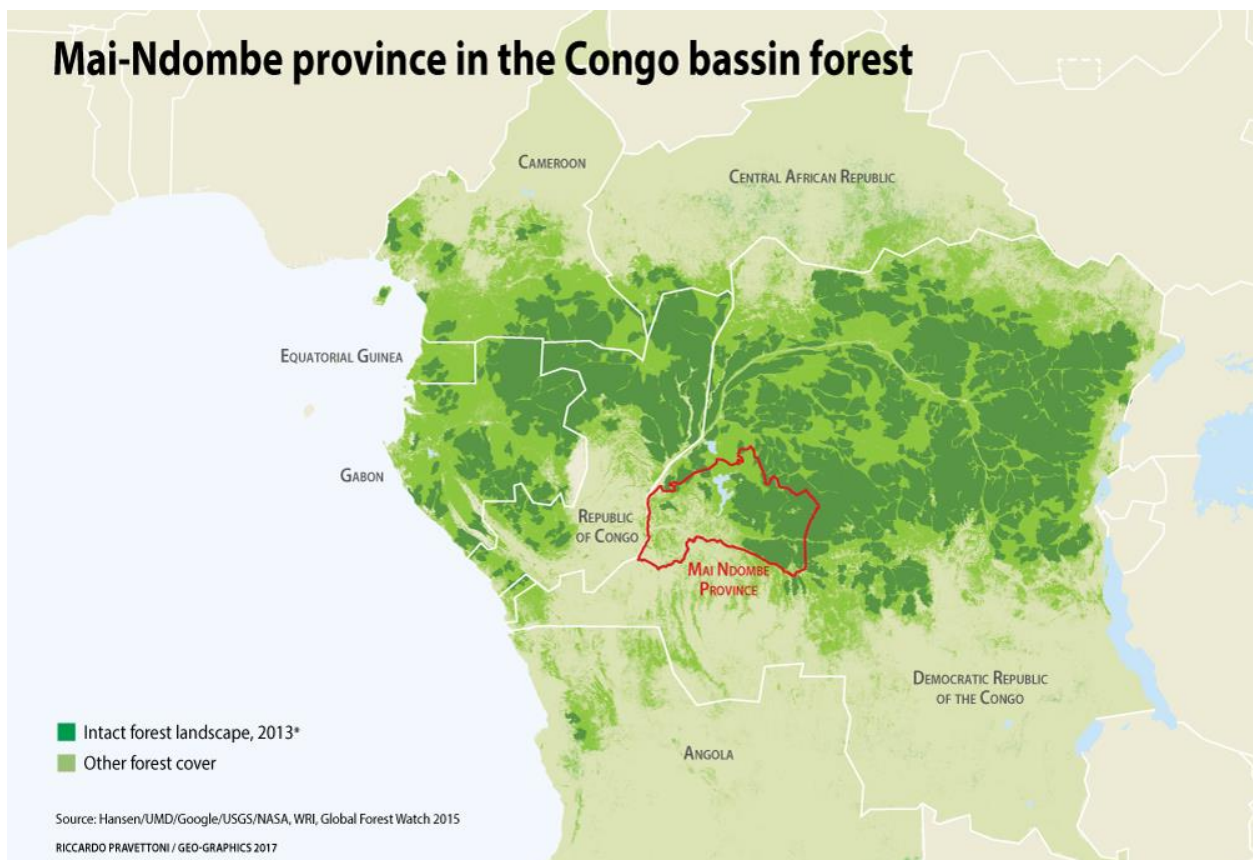 Mai-Ndombe province in the Congo bassin forest
CAMEROON
CENTRAL AFRICAN REPUBLIC
EQUATORIAL GUINEA
GABON
REPUBLIC
OF CONGO
MAI NDOMBE
PROVINCE
DEMOCRATIC REPUBLIC
OF THE CONGO
ANGOLA
Intact forest landscape, 2013*
Other forest cover
Source: Hansen/UMD/Google/USGS/NASA, WRI, Global Forest Watch 2015
RICCARDO PRAVETTONI / GEO-GRAPHICS 2017